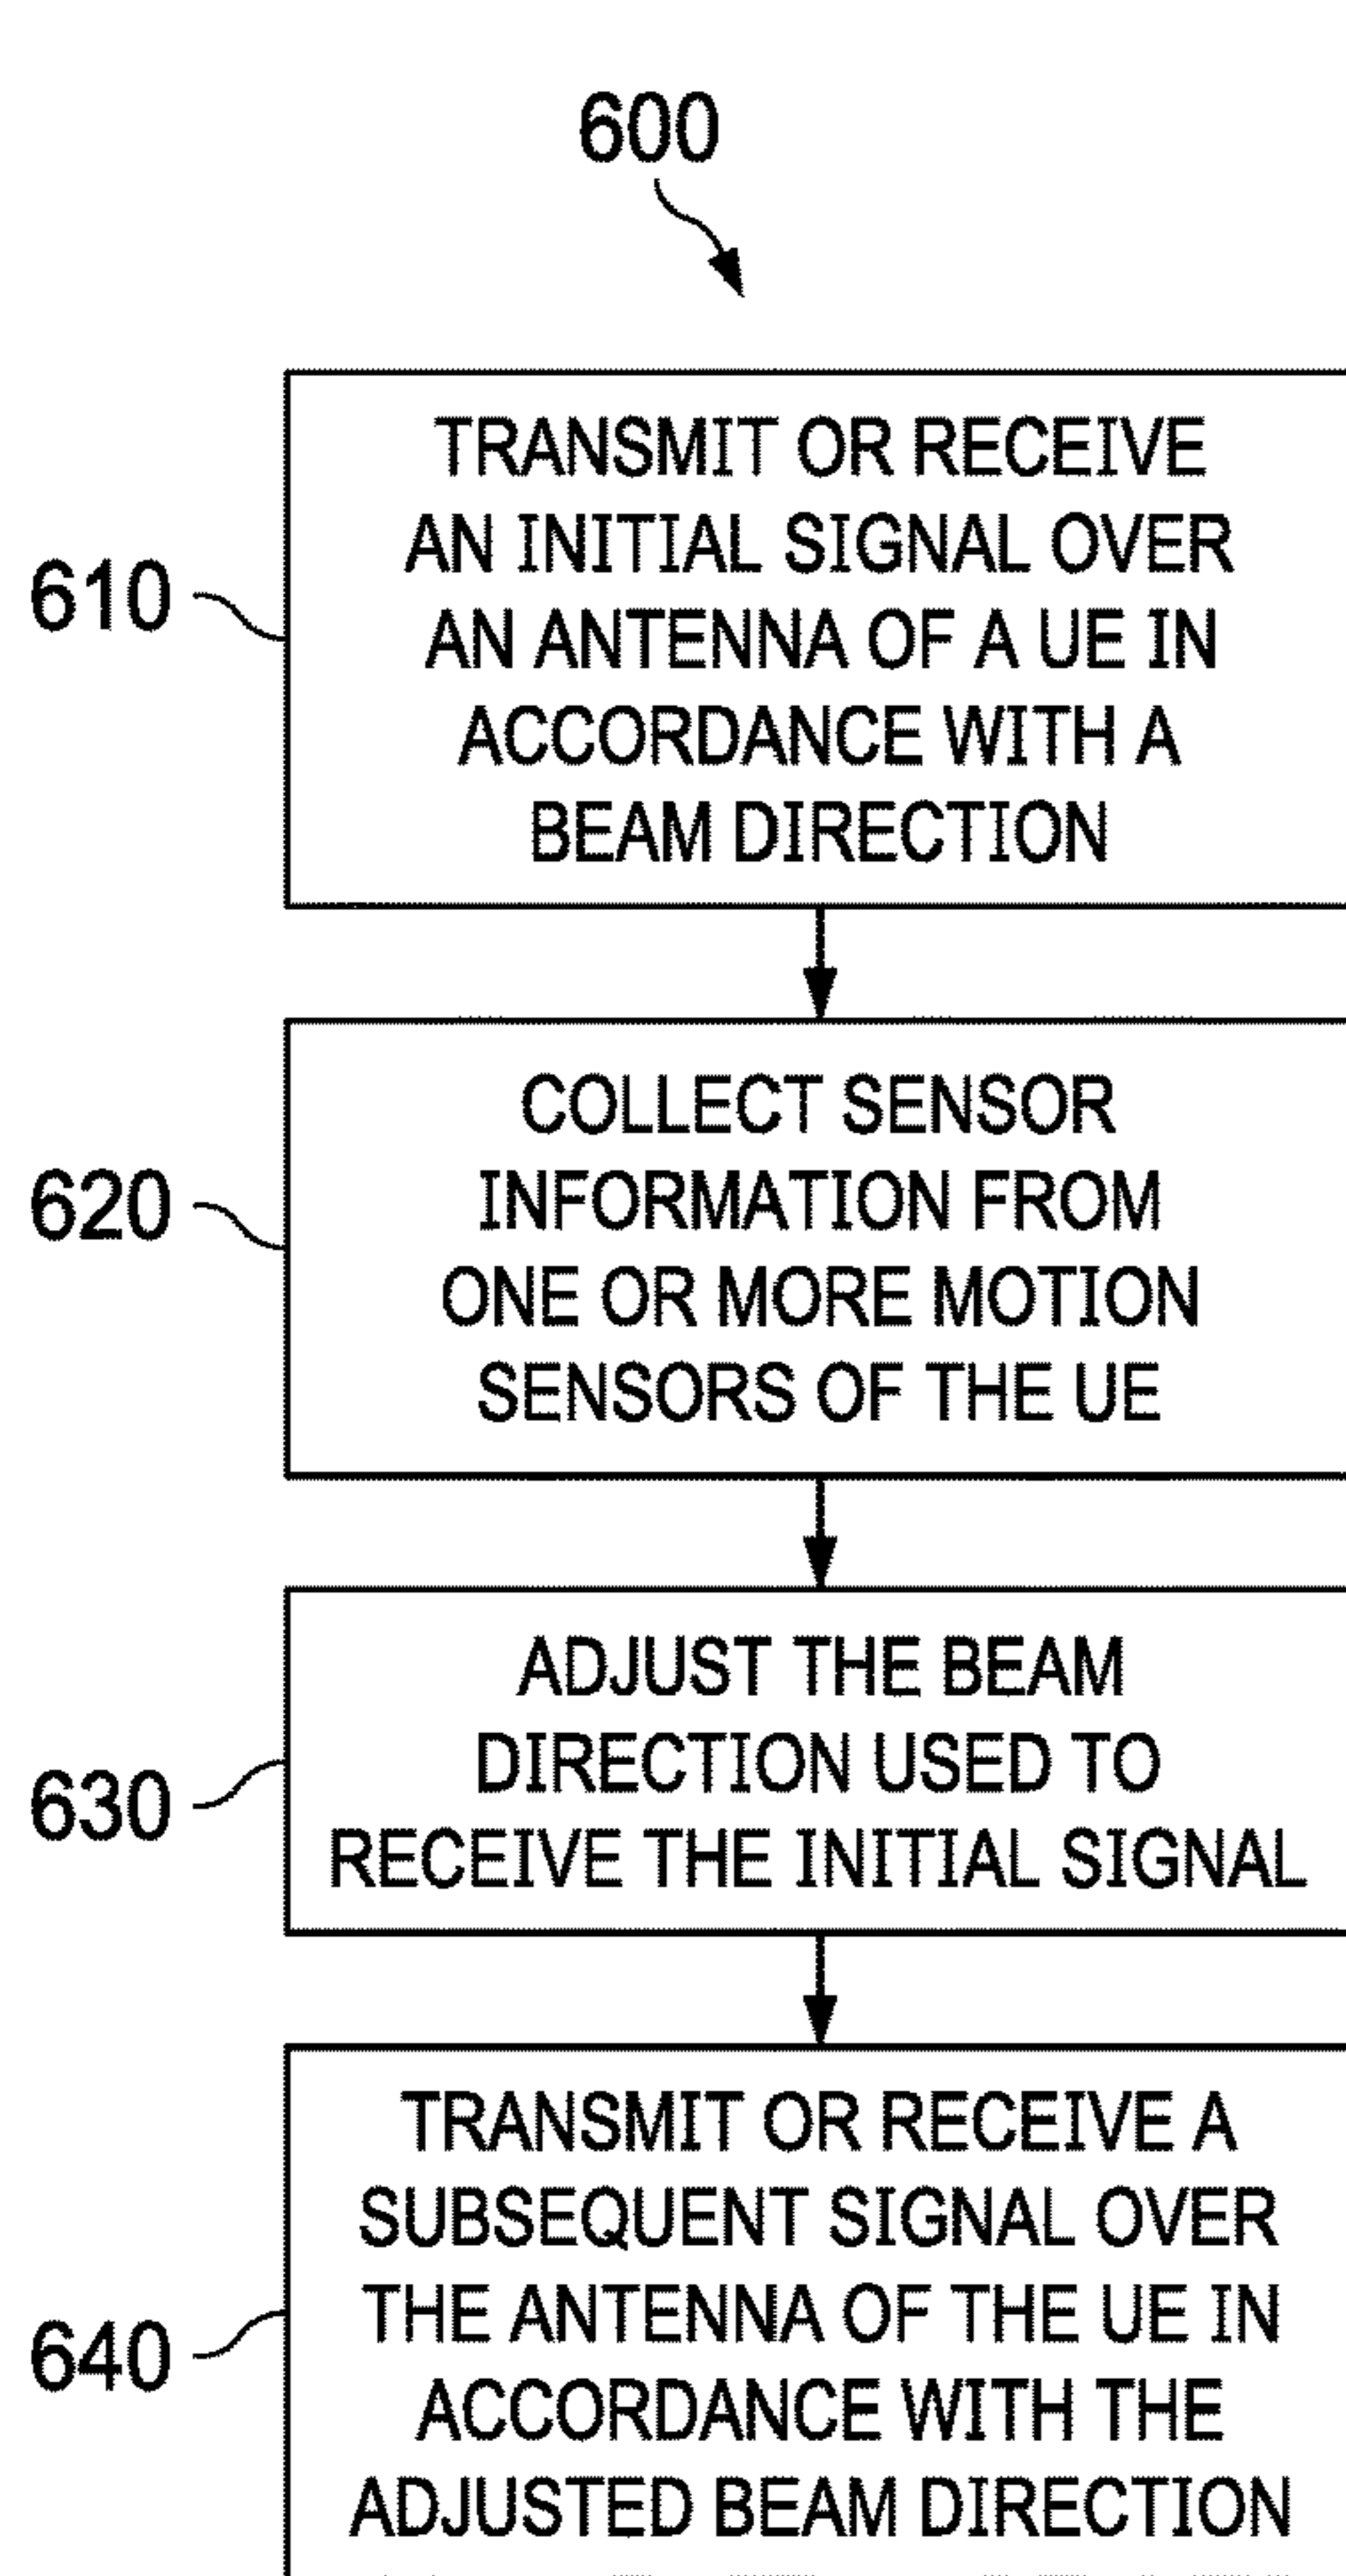 600
610
TRANSMIT OR RECEIVE
AN INITIAL SIGNAL OVER
AN ANTENNA OF A UE IN
ACCORDANCE WITH A
BEAM DIRECTION
620
COLLECT SENSOR
INFORMATION FROM
ONE OR MORE MOTION
SENSORS OF THE UE
630
ADJUST THE BEAM
DIRECTION USED TO
RECEIVE THE INITIAL SIGNAL
640
TRANSMIT OR RECEIVE A
SUBSEQUENT SIGNAL OVER
THE ANTENNA OF THE UE IN
ACCORDANCE WITH THE
ADJUSTED BEAM DIRECTION